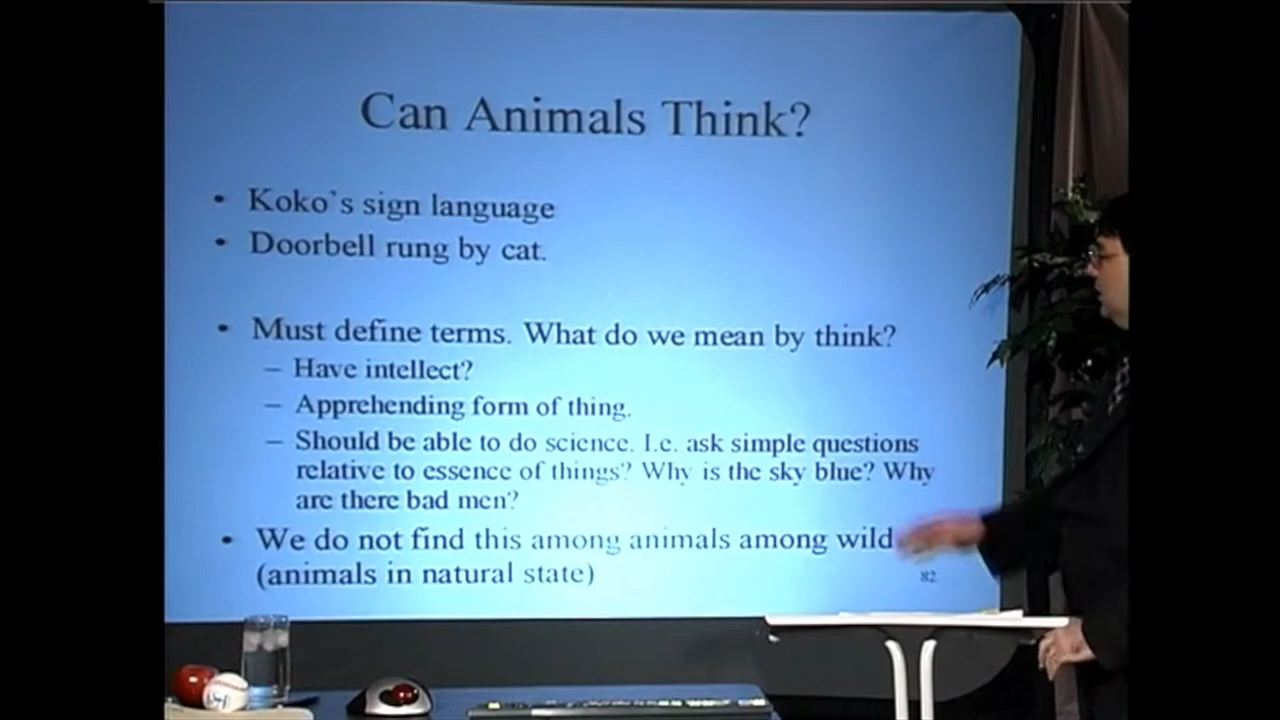 Can Animals Think?
• Koko's sign language
• Doorbell rung by cat.
• Must define terms. What do we mean by think?
– Have intellect?
– Apprehending form of thing.
– Should be able to do science. I.e. ask simple questions
relative to essence of things? Why is the sky blue? Why
are there bad men?
• We do not find this among animals among wild
(animals in natural state)
82